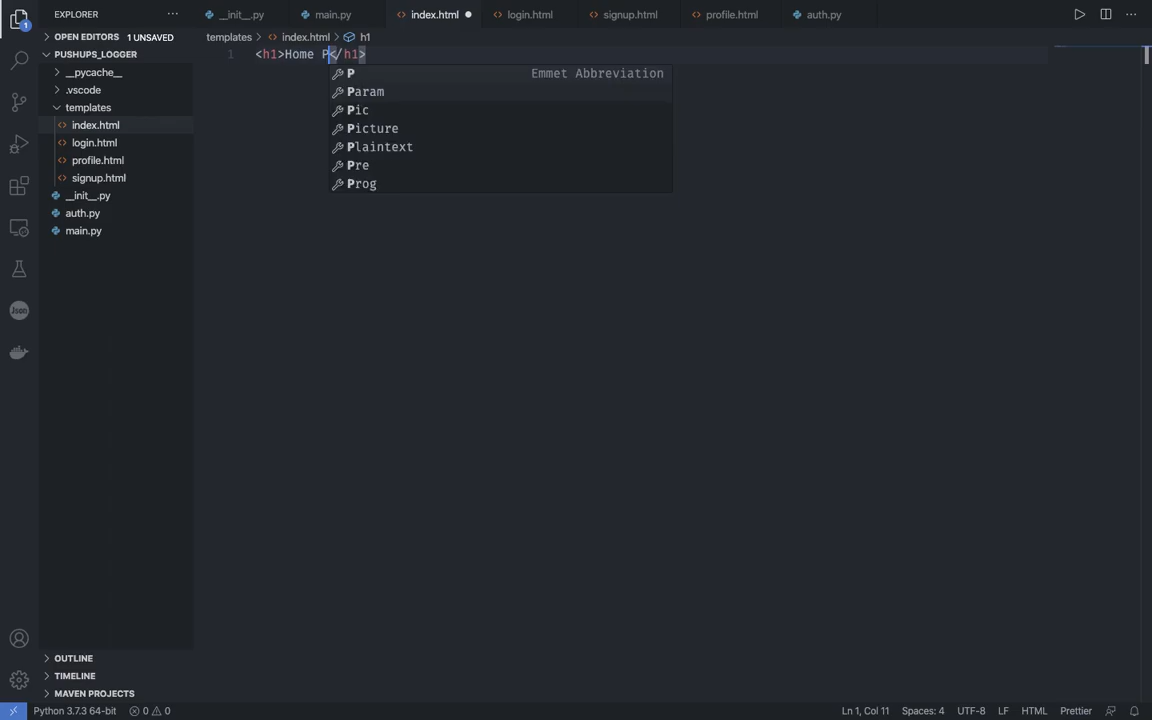 EXPLORER
···
__init__.py
main.py
index.html
login.html
signup.html
profile.html
auth.py
OPEN EDITORS 1 UNSAVED
templates > index.html > h1
PUSHUPS_LOGGER
1 <h1>Home P</h1>
__pycache__
P Emmet Abbreviation
.vscode
Param
templates
Pic
index.html
Picture
login.html
Plaintext
profile.html
Pre
signup.html
Prog
__init__.py
auth.py
main.py
1
Json
OUTLINE
TIMELINE
MAVEN PROJECTS
Python 3.7.3 64-bit 0 0 Ln 1, Col 11 Spaces: 4 UTF-8 LF HTML Prettier